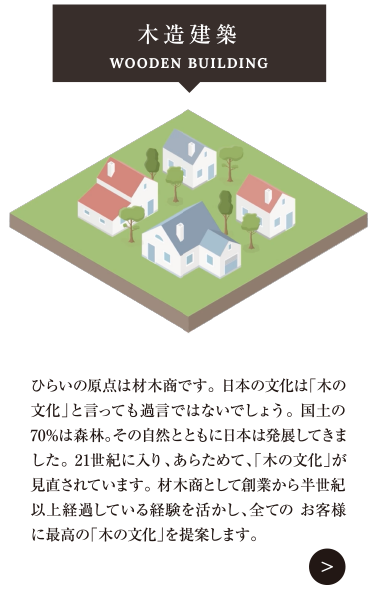 木造建築
WOODEN BUILDING
ひらいの原点は材木商です。日本の文化は「木の
文化」と言っても過言ではないでしょう。国土の
70%は森林。その自然とともに日本は発展してきま
した。21世紀に入り、あらためて、「木の文化」が
見直されています。材木商として創業から半世紀
以上経過している経験を活かし、全ての お客様
に最高の「木の文化」を提案します。
>